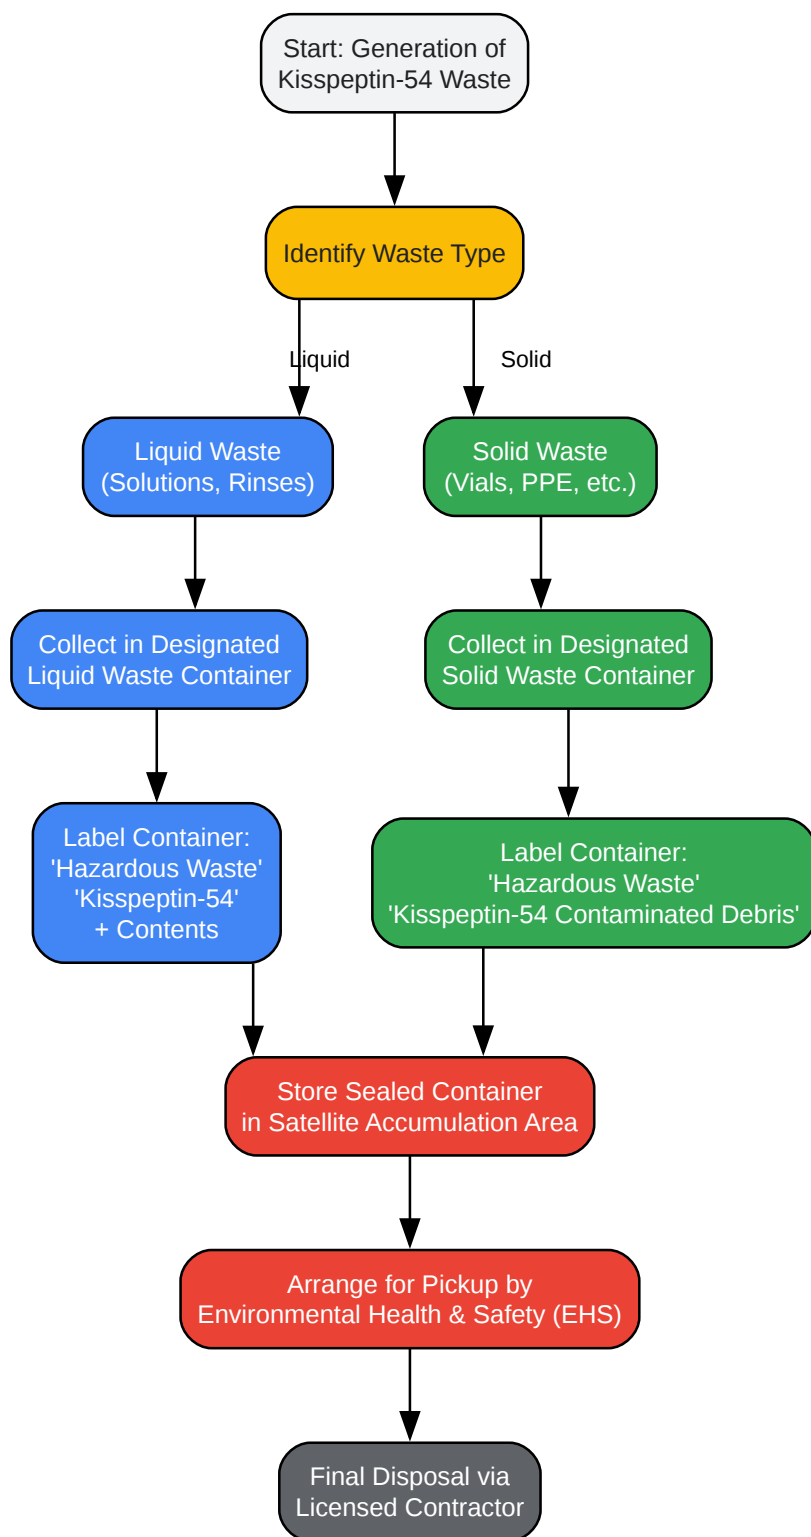 Start: Generation of
Kisspeptin-54 Waste
Identify Waste Type
Liquid
Solid
Liquid Waste
(Solutions, Rinses)
Solid Waste
(Vials, PPE, etc.)
Collect in Designated
Liquid Waste Container
Collect in Designated
Solid Waste Container
Label Container:
'Hazardous Waste'
'Kisspeptin-54'
+ Contents
Label Container:
'Hazardous Waste'
'Kisspeptin-54 Contaminated Debris'
Store Sealed Container
in Satellite Accumulation Area
Arrange for Pickup by
Environmental Health & Safety (EHS)
Final Disposal via
Licensed Contractor